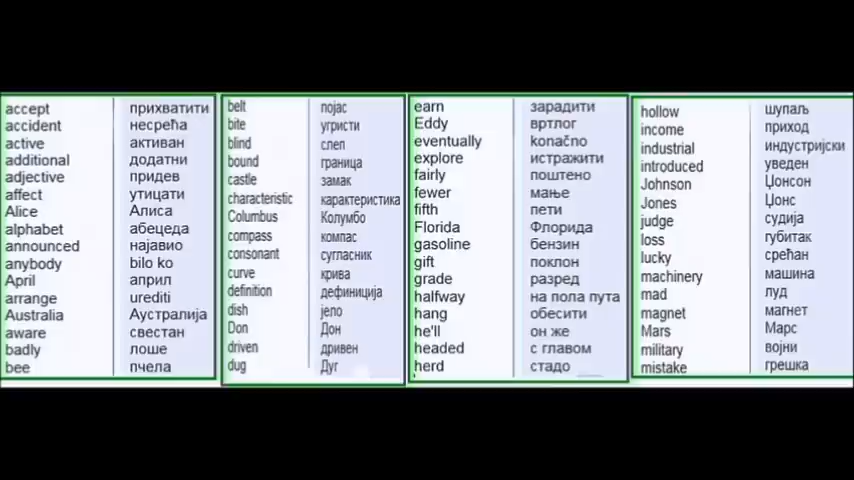 accept прихватити
accident несрећа
active активан
additional додатни
adjective придев
affect утицати
Alice Алиса
alphabet абецеда
announced најавио
anybody bilo ko
April април
arrange urediti
Australia Аустралија
aware свестан
badly лоше
bee пчела
belt појас
bite угристи
blind слеп
bound граница
castle замак
characteristic карактеристика
Columbus Колумбо
compass компас
consonant сугласник
curve крива
definition дефиниција
dish јело
Don Дон
driven дривен
dug Дуг
earn зарадити
Eddy вртлог
eventually konačno
explore истражити
fairly поштено
fewer мање
fifth пети
Florida Флорида
gasoline бензин
gift поклон
grade разред
halfway на пола пута
hang обесити
he'll он же
headed с главом
herd стадо
hollow шупаљ
income приход
industrial индустријски
introduced уведен
Johnson Џонсон
Jones Џонс
judge судија
loss губитак
lucky срећан
machinery машина
mad луд
magnet магнет
Mars Марс
military војни
mistake грешка